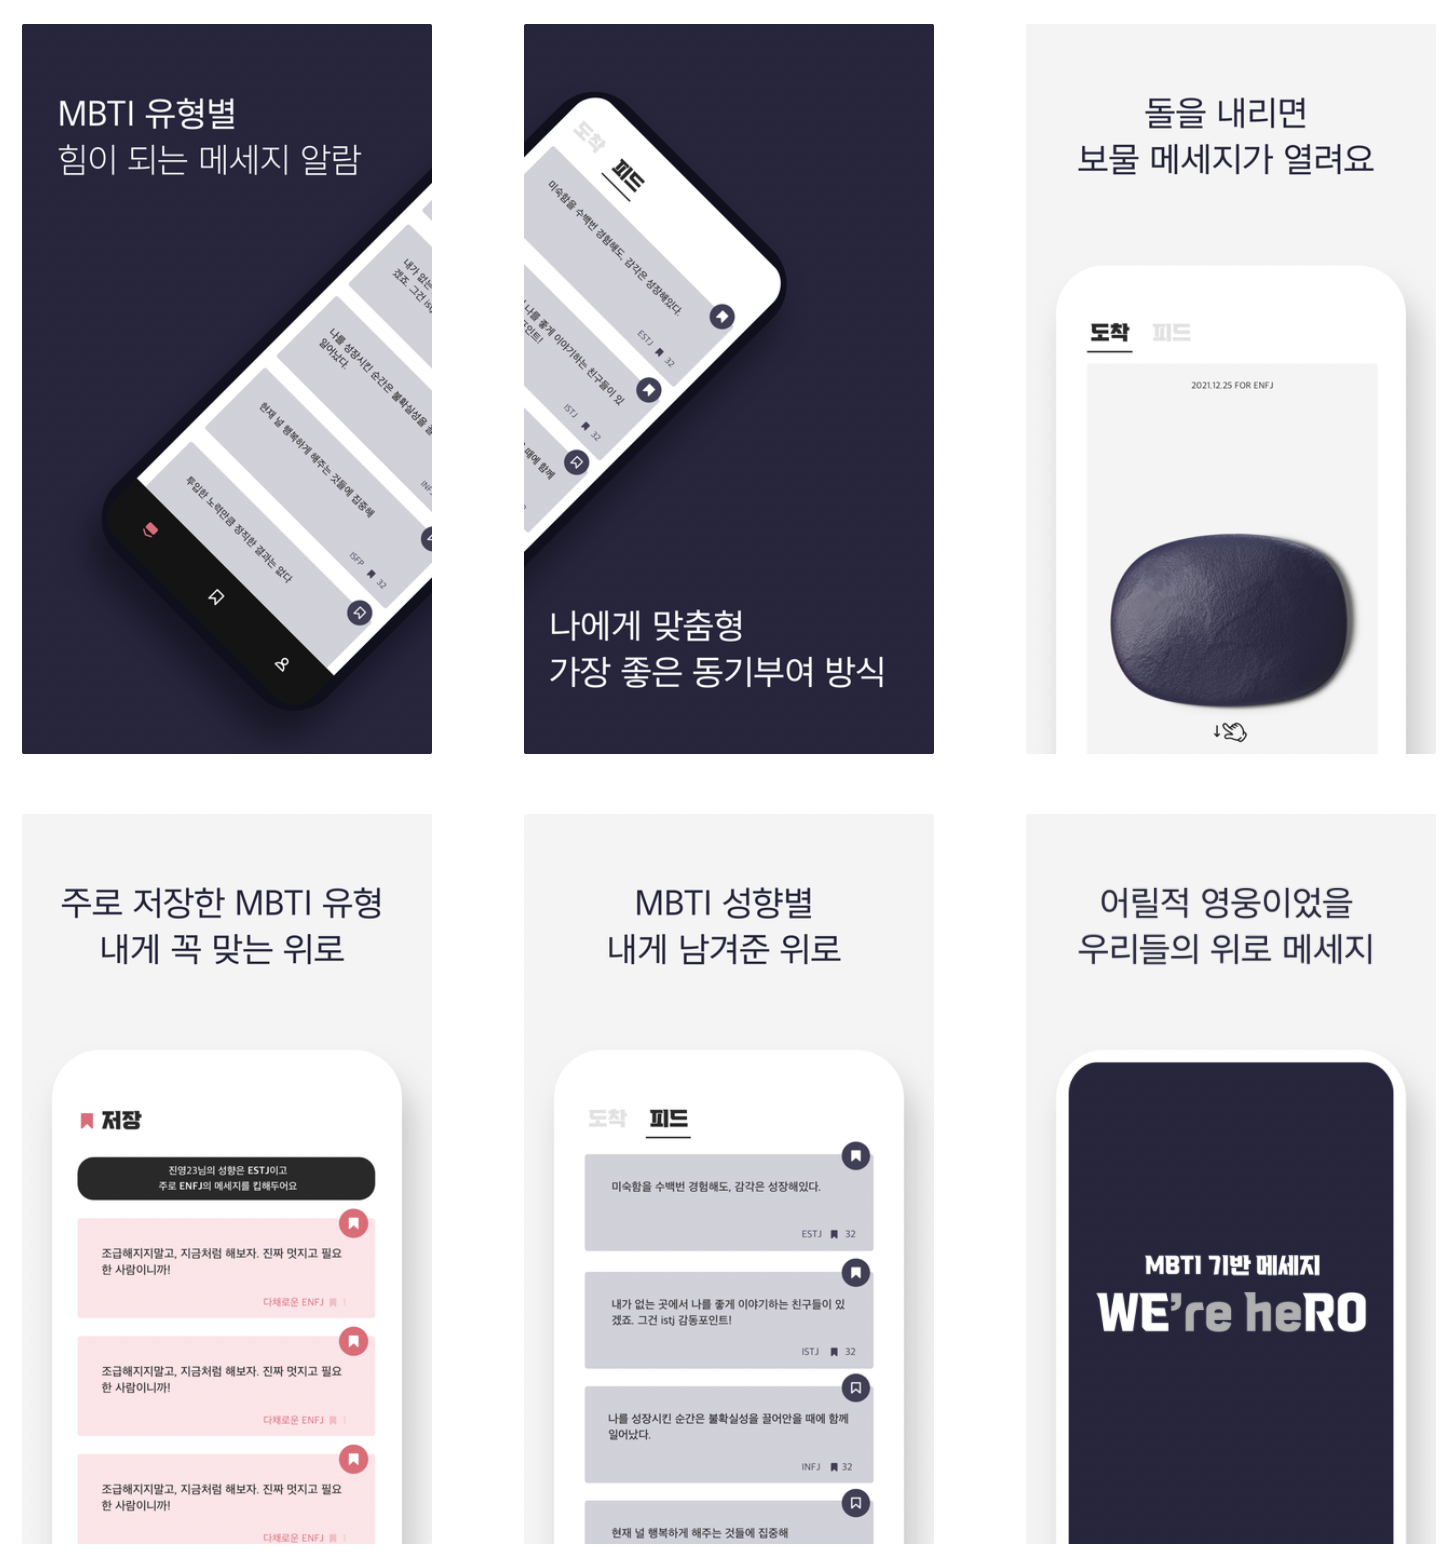 MBTI 유형별
힘이 되는 메세지 알람
내가 없는
겠죠. 그건 istj
나를 성장시킨 순간은 불확실성을 끌
일어났다.
INFJ
현재 널 행복하게 해주는 것들에 집중해
ISFP 32
투입한 노력만큼 정직한 결과는 없다
도착 피드
미숙함을 수백번 경험해도, 감각은 성장해있다.
ESTJ 32
나를 좋게 이야기하는 친구들이 있
포인트!
ISTJ 32
때에 함께
나에게 맞춤형
가장 좋은 동기부여 방식
돌을 내리면
보물 메세지가 열려요
도착 피드
2021.12.25 FOR ENFJ
주로 저장한 MBTI 유형
내게 꼭 맞는 위로
저장
진영23님의 성향은 ESTJ이고
주로 ENFJ의 메세지를 킵해두어요
조급해지지말고, 지금처럼 해보자. 진짜 멋지고 필요
한 사람이니까!
다채로운 ENFJ
조급해지지말고, 지금처럼 해보자. 진짜 멋지고 필요
한 사람이니까!
다채로운 ENFJ
조급해지지말고, 지금처럼 해보자. 진짜 멋지고 필요
한 사람이니까!
다채로운 ENFJ
MBTI 성향별
내게 남겨준 위로
도착 피드
미숙함을 수백번 경험해도, 감각은 성장해있다.
ESTJ 32
내가 없는 곳에서 나를 좋게 이야기하는 친구들이 있
겠죠. 그건 istj 감동포인트!
ISTJ 32
나를 성장시킨 순간은 불확실성을 끌어안을 때에 함께
일어났다.
INFJ 32
현재 널 행복하게 해주는 것들에 집중해
어릴적 영웅이었을
우리들의 위로 메세지
MBTI 기반 메세지
WE're heRO